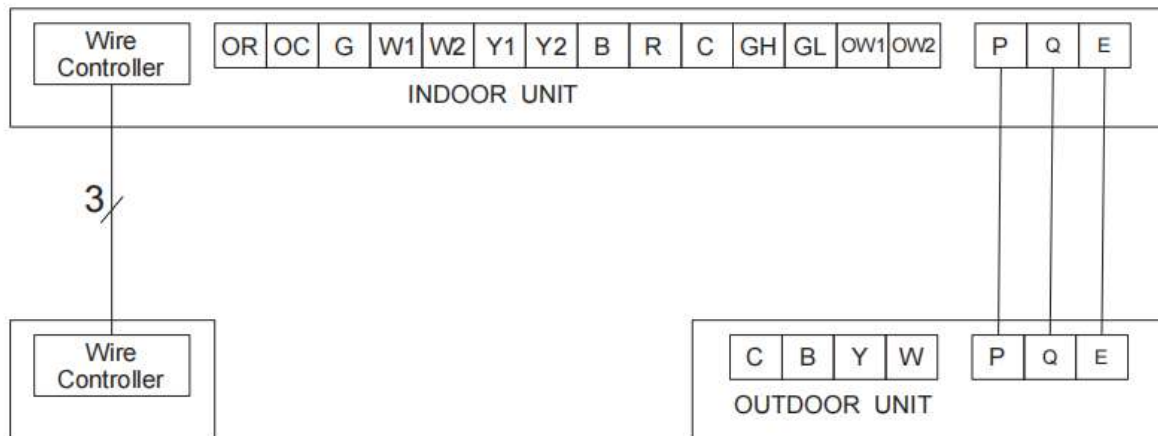 Wire
Controller
OR OC G W1 W2 Y1 Y2 B R C GH GL OW1 OW2
P Q E
INDOOR UNIT
3
Wire
Controller
C B Y W
P Q E
OUTDOOR UNIT